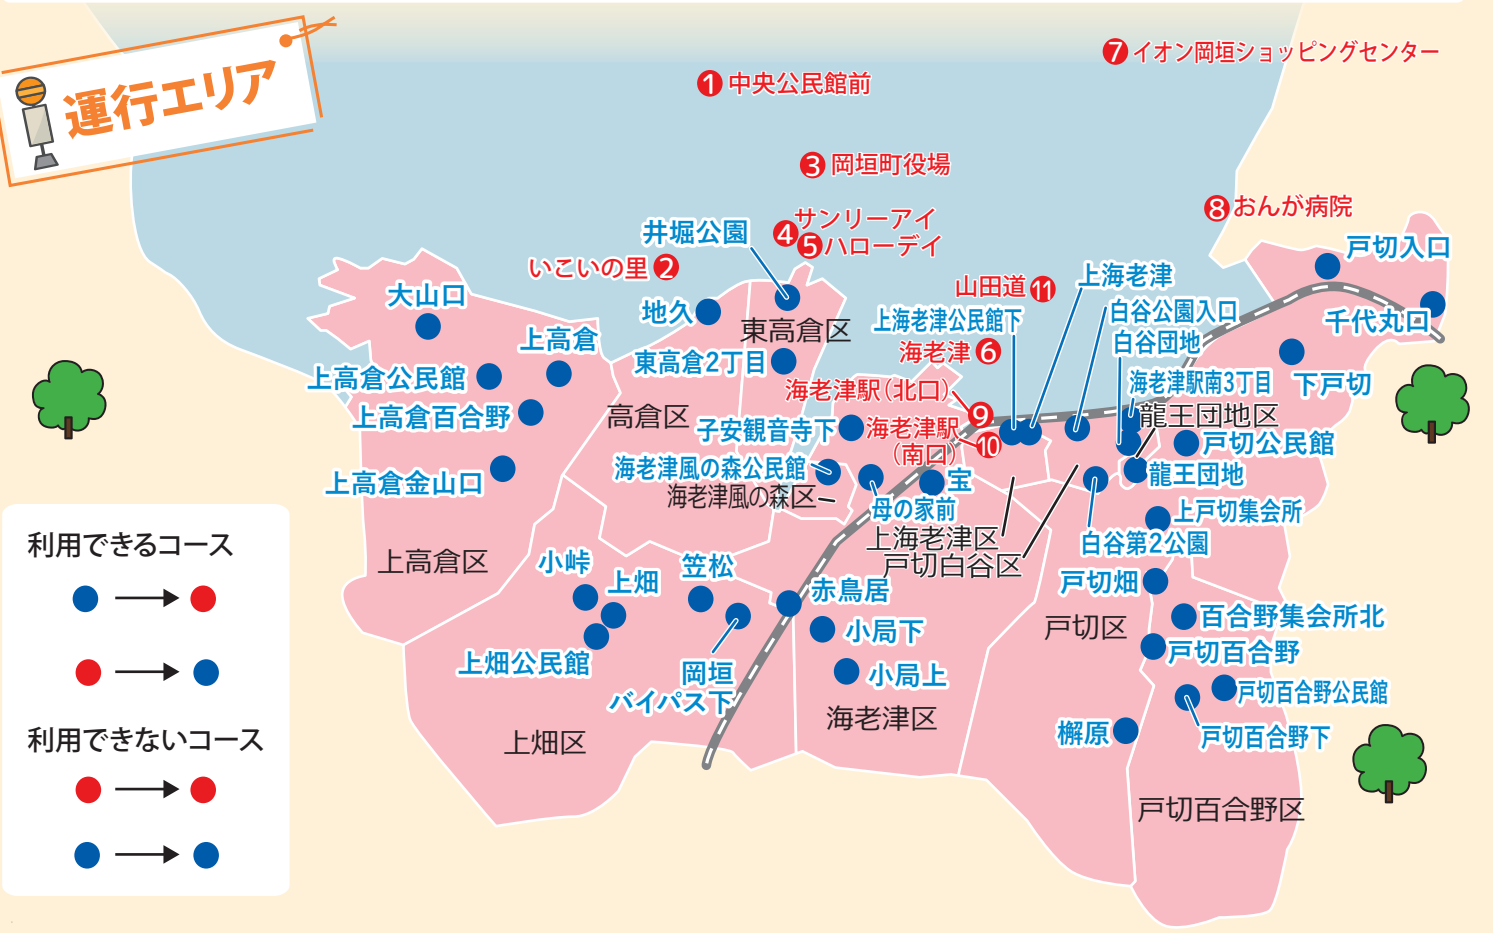 運行エリア
7 イオン岡垣ショッピングセンター
1 中央公民館前
3 岡垣町役場
8 おんが病院
4 サンリーアイ
5 ハローデイ
井堀公園
いこいの里 2
戸切入口
山田道 11
上海老津
大山口
地久
東高倉区
上海老津公民館下
白谷公園入口
千代丸口
上高倉
海老津 6
白谷団地
東高倉2丁目
上高倉公民館
海老津駅(北口)
9
海老津駅南3丁目
下戸切
上高倉百合野
高倉区
子安観音寺下
海老津駅
(南口)
10
龍王団地区
戸切公民館
海老津風の森公民館
龍王団地
上高倉金山口
海老津風の森区
宝
母の家前
上戸切集会所
上海老津区
白谷第2公園
戸切白谷区
利用できるコース
上高倉区
小峠
上畑
笠松
赤鳥居
戸切畑
戸切区
百合野集会所北
小局下
戸切百合野
上畑公民館
岡垣
バイパス下
小局上
戸切百合野公民館
利用できないコース
上畑区
海老津区
檞原
戸切百合野下
戸切百合野区